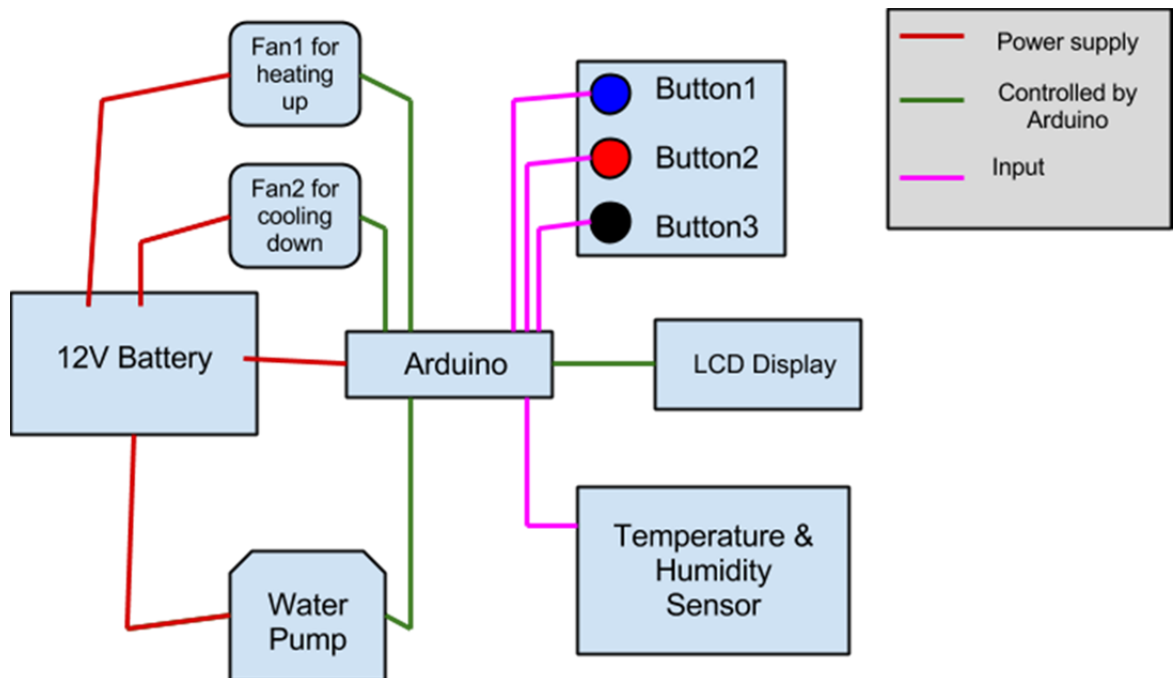 Fan1 for
heating
up
Fan2 for
cooling
down
12V Battery
Arduino
Water
Pump
Button1
Button2
Button3
LCD Display
Temperature &
Humidity
Sensor
Power supply
Controlled by
Arduino
Input